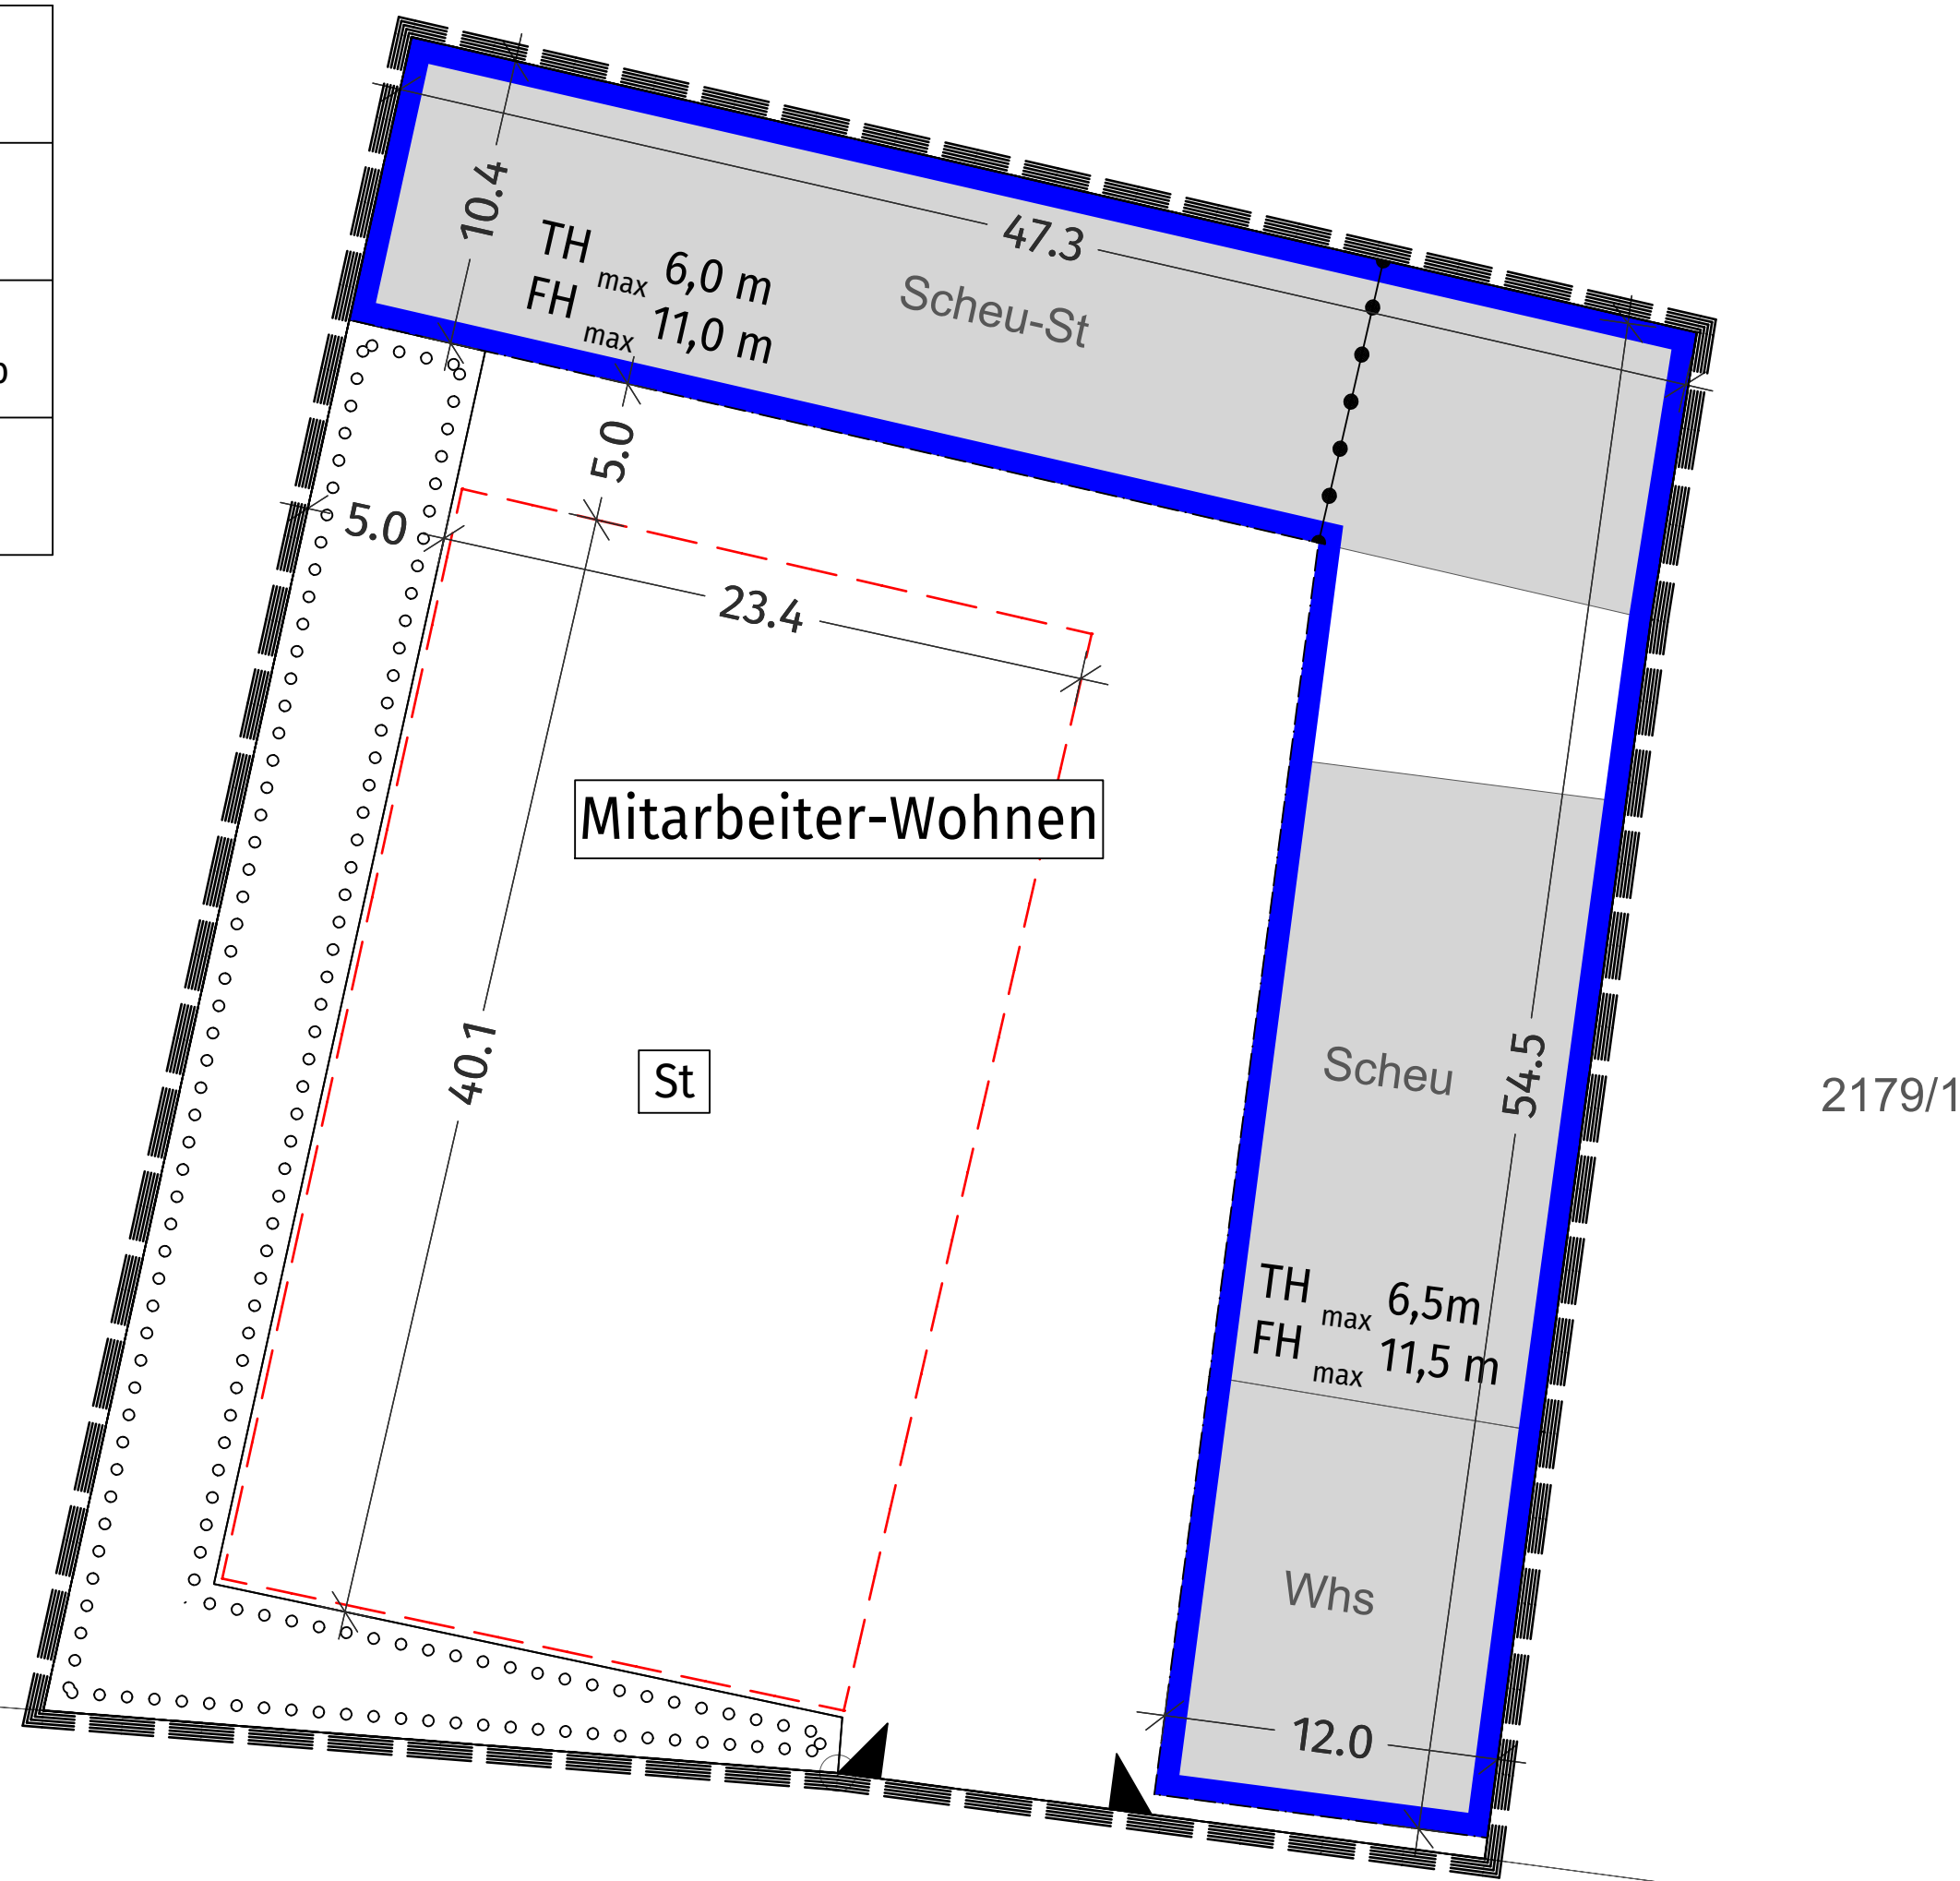 10.4
47.3
TH max 6,0 m
FH max 11,0 m
Scheu-St
5.0
5.0
23.4
Mitarbeiter-Wohnen
40.1
St
Scheu
54.5
2179/1
TH max 6,5m
FH max 11,5 m
Whs
12.0